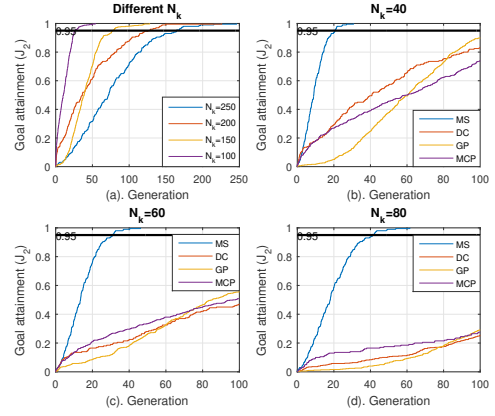 Different N_k
N_k=40
Goal attainment (J_2)
1
0.8
0.6
0.4
0.2
0
0.95
N_k=250
N_k=200
N_k=150
N_k=100
0 50 100 150 200 250
(a). Generation
Goal attainment (J_2)
1
0.8
0.6
0.4
0.2
0
0.95
MS
DC
GP
MCP
0 20 40 60 80 100
(b). Generation
N_k=60
N_k=80
Goal attainment (J_2)
1
0.8
0.6
0.4
0.2
0
0.95
MS
DC
GP
MCP
0 20 40 60 80 100
(c). Generation
Goal attainment (J_2)
1
0.8
0.6
0.4
0.2
0
0.95
MS
DC
GP
MCP
0 20 40 60 80 100
(d). Generation